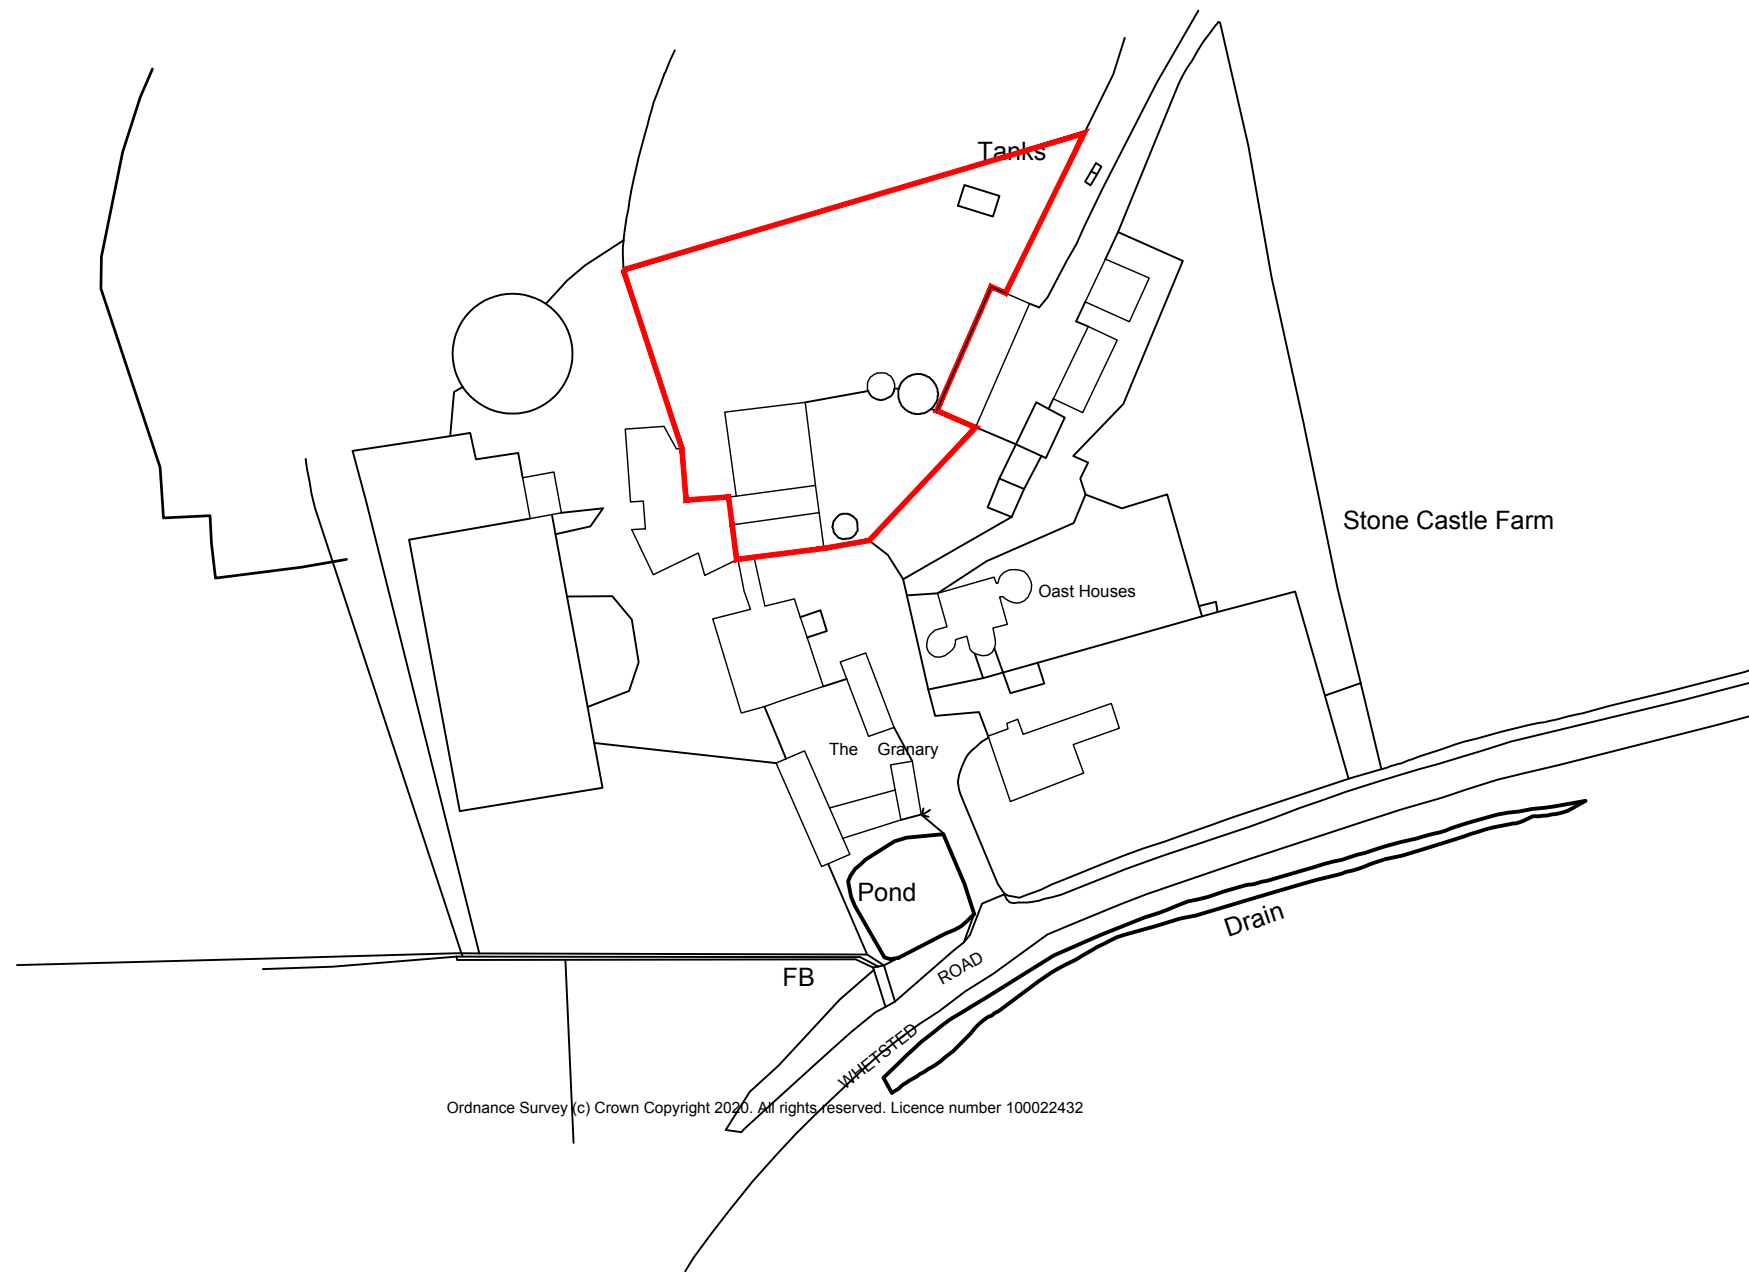 Tanks
Stone Castle Farm
Oast Houses
The Granary
Pond
Drain
FB
ROAD
WHETSTED
Ordnance Survey (c) Crown Copyright 2020. All rights reserved. Licence number 100022432